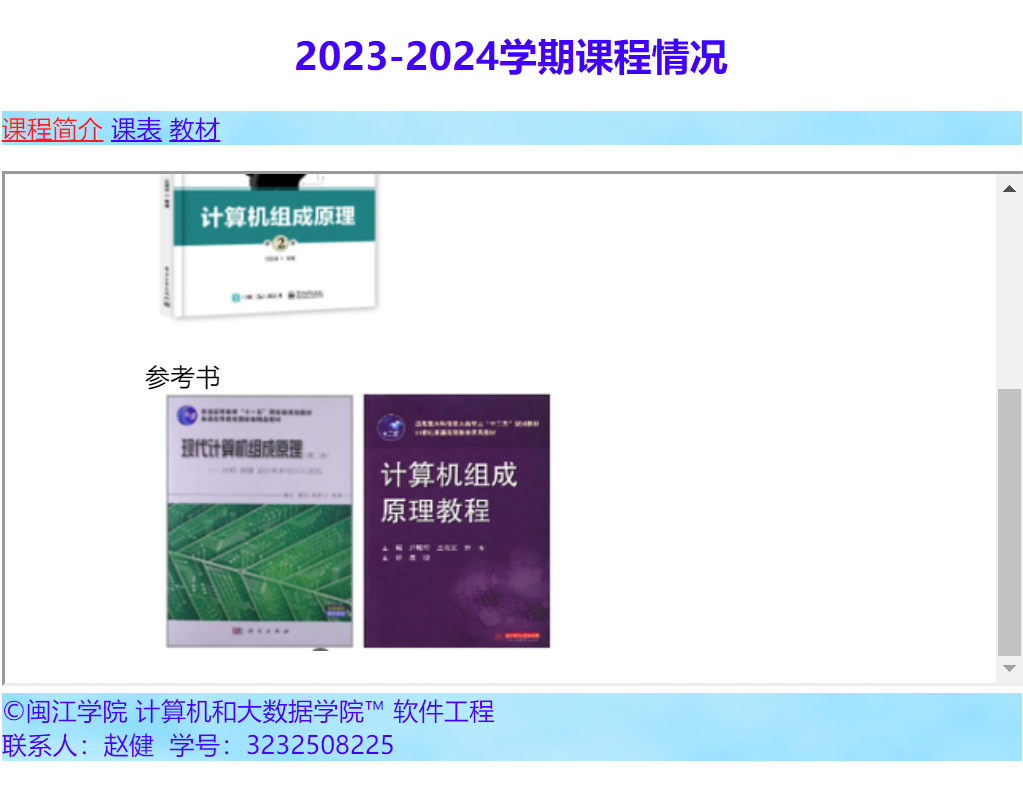 2023-2024学期课程情况
课程简介 课表 教材
计算机组成原理
2
参考书
现代计算机组成原理
计算机组成
原理教程
©闽江学院 计算机和大数据学院™ 软件工程
联系人：赵健 学号：3232508225